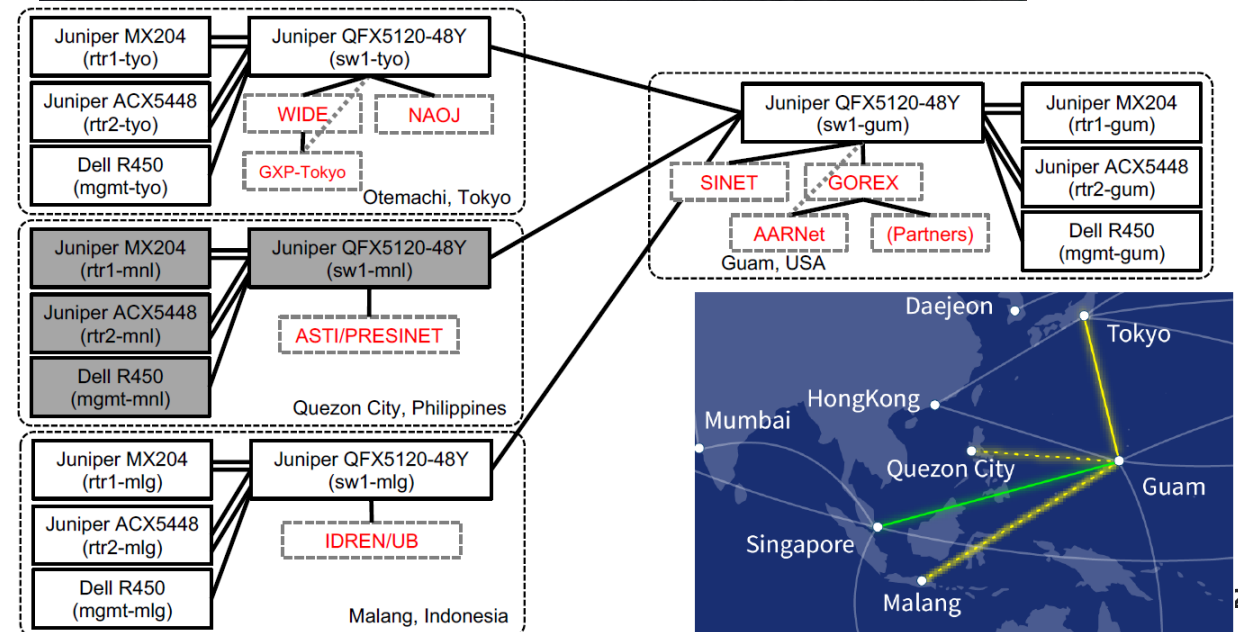 Juniper MX204
(rtr1-tyo)
Juniper QFX5120-48Y
(sw1-tyo)
Juniper ACX5448
(rtr2-tyo)
WIDE
NAOJ
Dell R450
(mgmt-tyo)
GXP-Tokyo
Otemachi, Tokyo
Juniper MX204
(rtr1-mnl)
Juniper QFX5120-48Y
(sw1-mnl)
Juniper ACX5448
(rtr2-mnl)
ASTI/PRESINET
Dell R450
(mgmt-mnl)
Quezon City, Philippines
Juniper MX204
(rtr1-mlg)
Juniper QFX5120-48Y
(sw1-mlg)
Juniper ACX5448
(rtr2-mlg)
IDREN/UB
Dell R450
(mgmt-mlg)
Malang, Indonesia
Juniper QFX5120-48Y
(sw1-gum)
Juniper MX204
(rtr1-gum)
SINET
GOREX
Juniper ACX5448
(rtr2-gum)
AARNet
(Partners)
Dell R450
(mgmt-gum)
Guam, USA
Daejeon
Tokyo
HongKong
Mumbai
Quezon City
Guam
Singapore
Malang